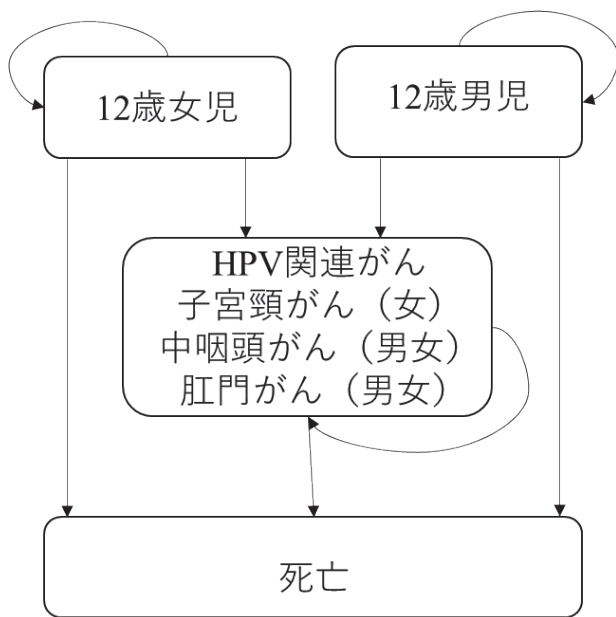 12歳女児
12歳男児
HPV関連がん
子宮頸がん（女）
中咽頭がん（男女）
肛門がん（男女）
死亡